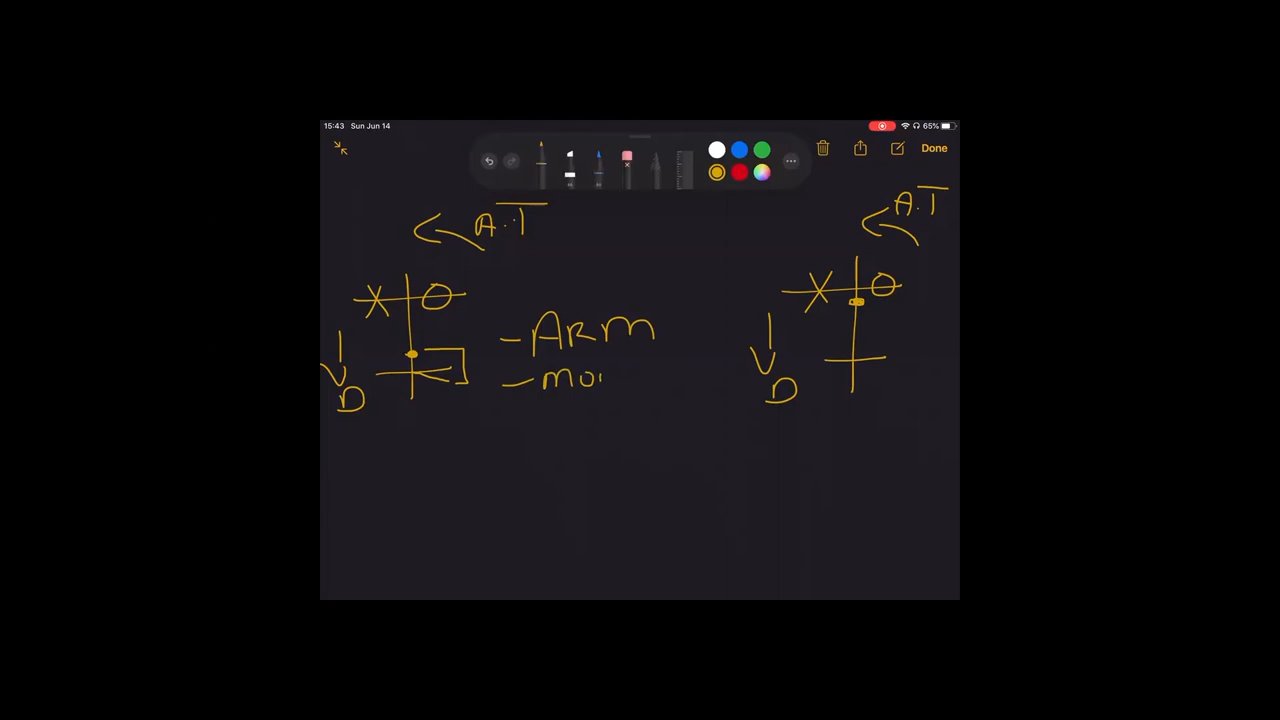 15:43 Sun Jun 14 65%
Done
A.T
A.T
X O
X O
- ARM
- mo
D
D